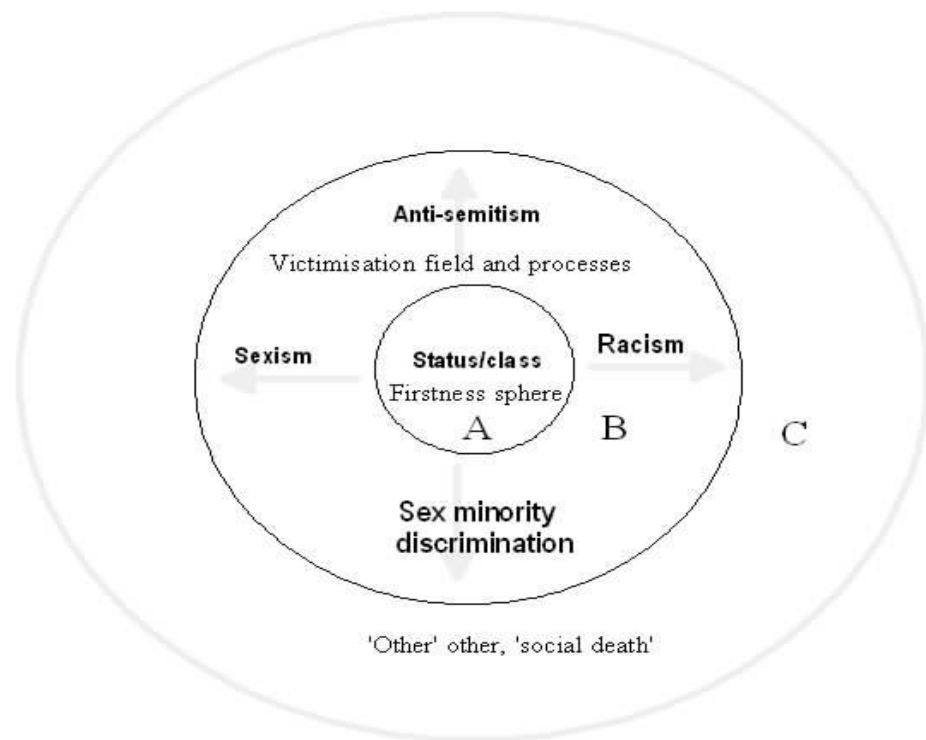 Anti-semitism
Victimisation field and processes
Sexism
Status/class
Racism
Firstness sphere
A
B
C
Sex minority
discrimination
'Other' other, 'social death'